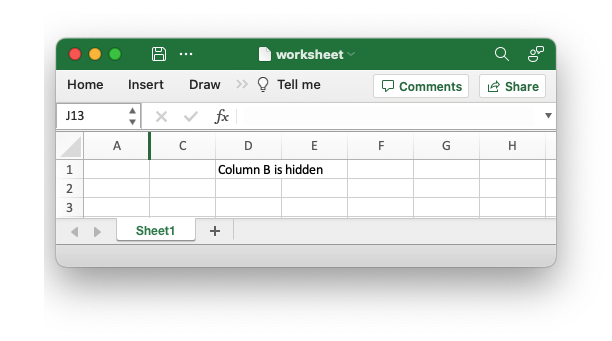 worksheet
Home Insert Draw Tell me Comments Share
J13 fx
A C D E F G H
1 Column B is hidden
2
3
Sheet1 +